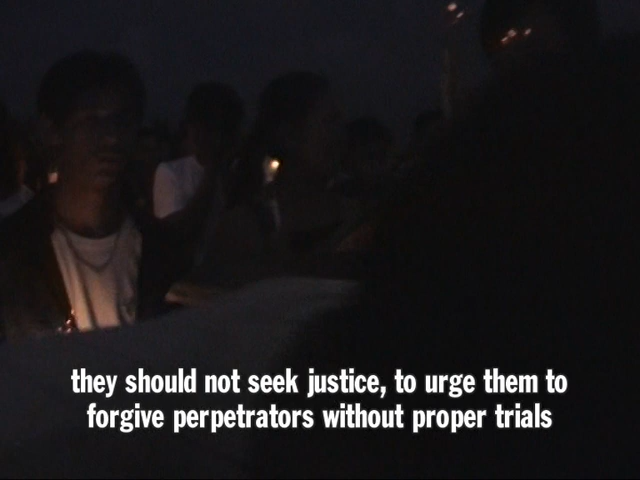 they should not seek justice, to urge them to
forgive perpetrators without proper trials